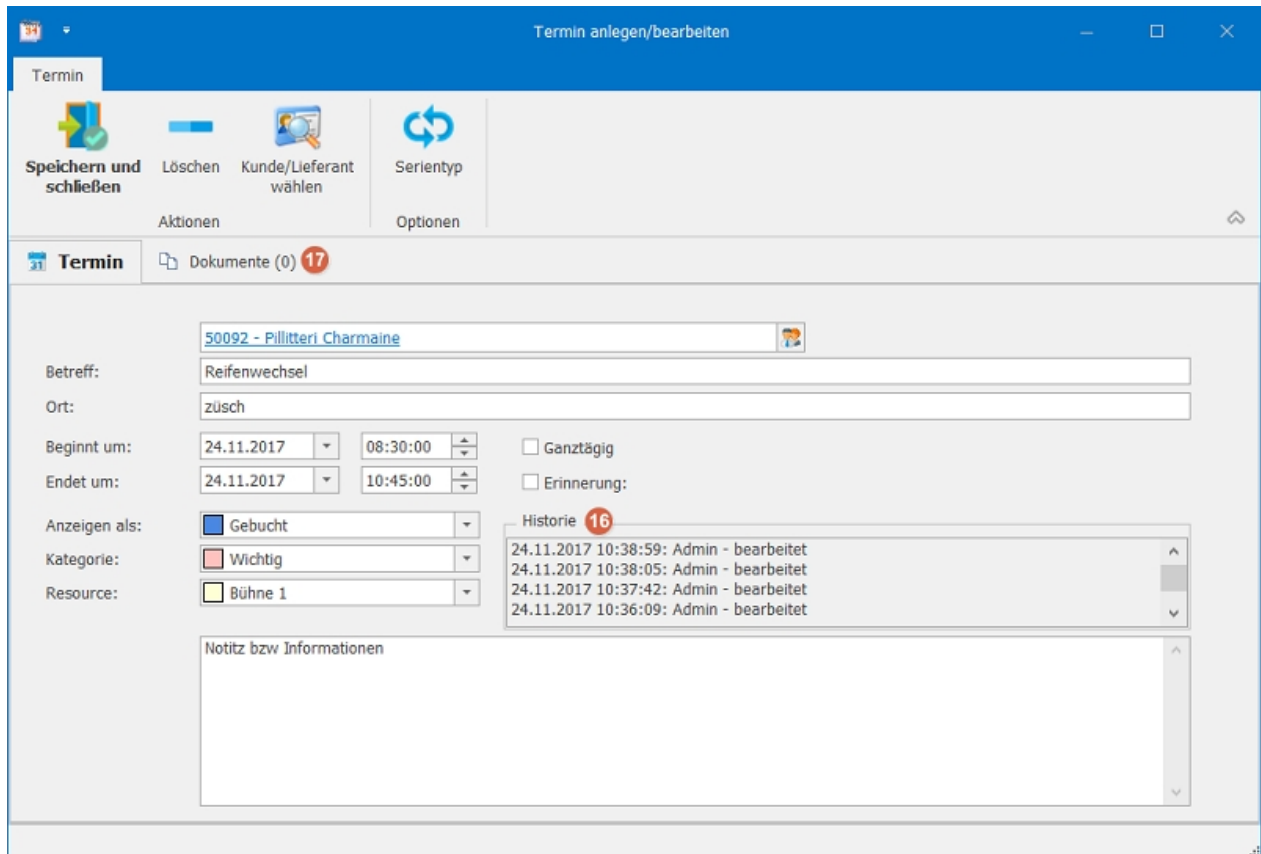 34
Termin anlegen/bearbeiten
Termin
Speichern und schließen
Löschen
Kunde/Lieferant wählen
Serientyp
Aktionen
Optionen
31 Termin
Dokumente (0) 17
50092 - Pillitteri Charmaine
Betreff: Reifenwechsel
Ort: züsch
Beginnt um: 24.11.2017 08:30:00 Ganztägig
Endet um: 24.11.2017 10:45:00 Erinnerung:
Anzeigen als: Gebucht
Kategorie: Wichtig
Resource: Bühne 1
Historie 16
24.11.2017 10:38:59: Admin - bearbeitet
24.11.2017 10:38:05: Admin - bearbeitet
24.11.2017 10:37:42: Admin - bearbeitet
24.11.2017 10:36:09: Admin - bearbeitet
Notitz bzw Informationen